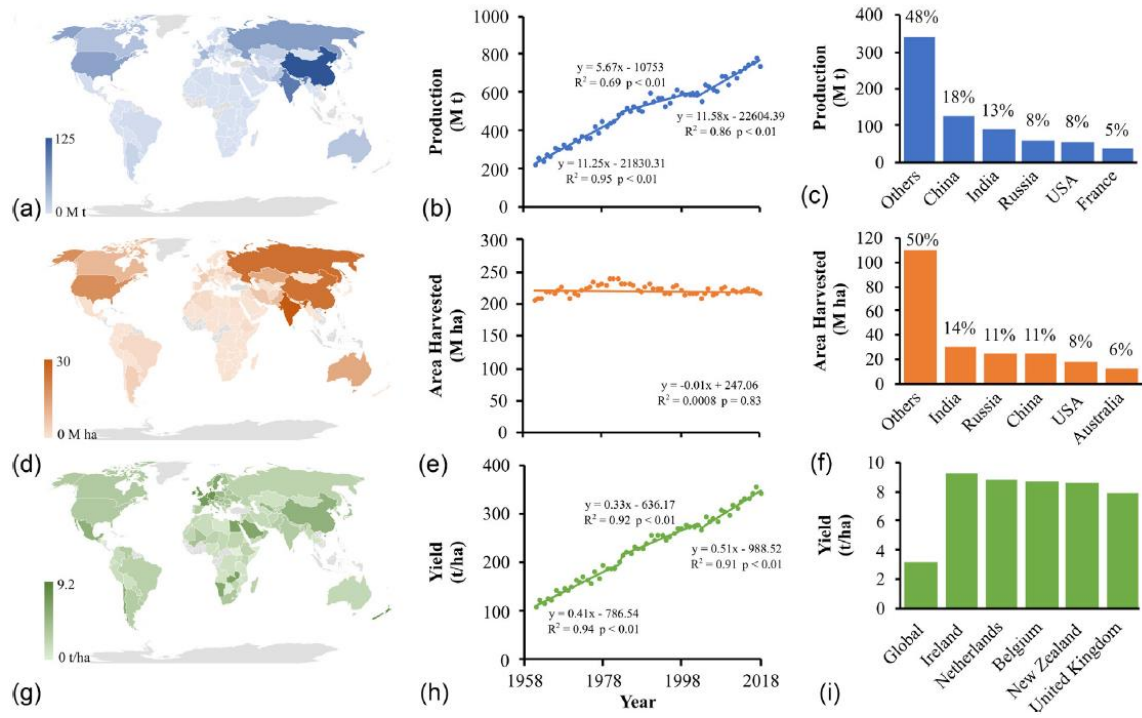 125
0 M t
(a)
Production
(M t)
1000
800
600
400
200
0
y = 5.67x - 10753
R² = 0.69 p < 0.01
y = 11.58x - 22604.39
R² = 0.86 p < 0.01
y = 11.25x - 21830.31
R² = 0.95 p < 0.01
(b)
Production
(M t)
400
300
200
100
0
48%
18%
13%
8%
8%
5%
Others
China
India
Russia
USA
France
(c)
30
0 M ha
(d)
Area Harvested
(M ha)
300
250
200
150
100
50
0
y = -0.01x + 247.06
R² = 0.0008 p = 0.83
(e)
Area Harvested
(M ha)
120
100
80
60
40
20
0
50%
14%
11%
11%
8%
6%
Others
India
Russia
China
USA
Australia
(f)
9.2
0 t/ha
(g)
Yield
(t/ha)
400
300
200
100
0
y = 0.33x - 636.17
R² = 0.92 p < 0.01
y = 0.51x - 988.52
R² = 0.91 p < 0.01
y = 0.41x - 786.54
R² = 0.94 p < 0.01
1958
1978
1998
2018
Year
(h)
Yield
(t/ha)
10
8
6
4
2
0
Global
Ireland
Netherlands
Belgium
New Zealand
United Kingdom
(i)